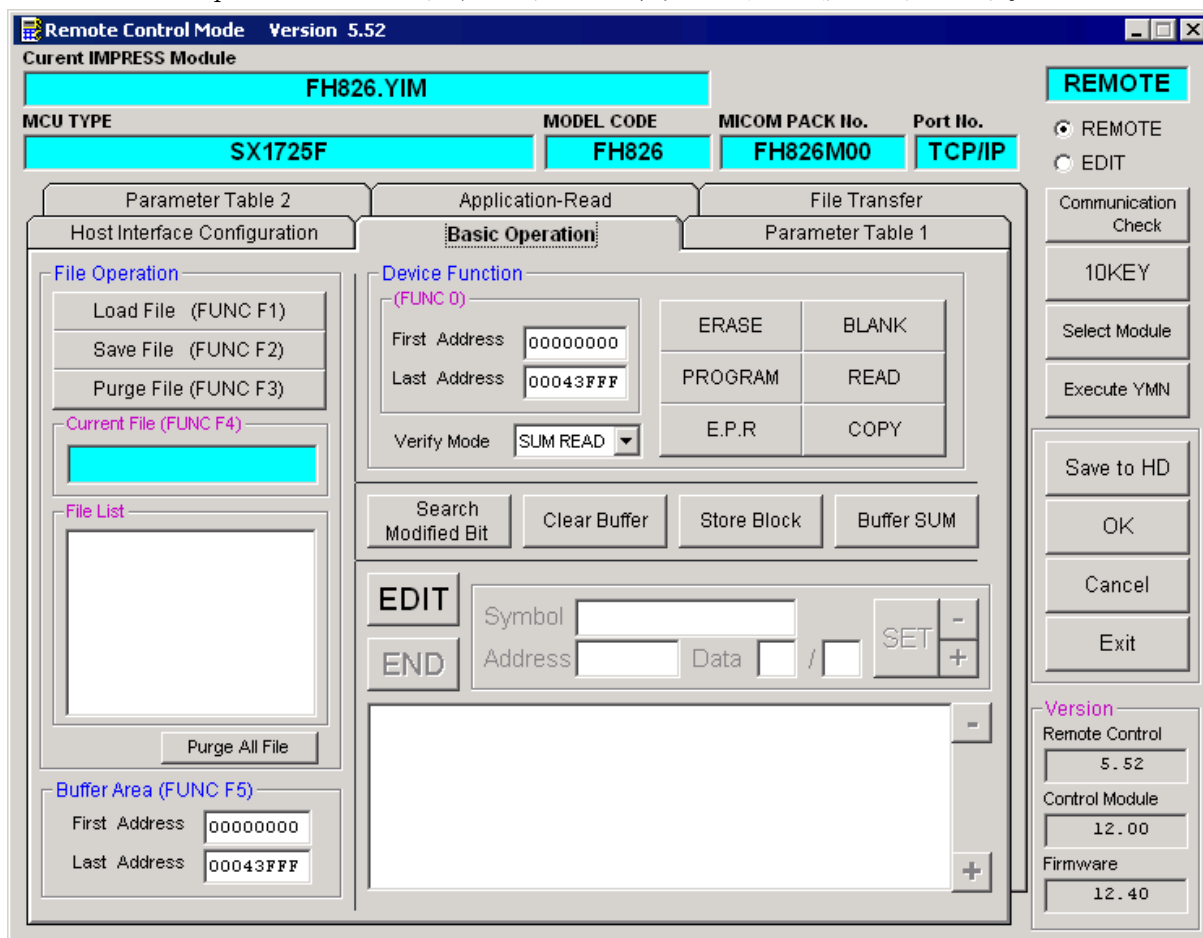 Remote Control Mode   Version 5.52
Curent IMPRESS Module
FH826.YIM
REMOTE
MCU TYPE MODEL CODE MICOM PACK No. Port No.
SX1725F FH826 FH826M00 TCP/IP
REMOTE
EDIT
Parameter Table 2 Application-Read File Transfer
Host Interface Configuration Basic Operation Parameter Table 1
Communication
Check
10KEY
Select Module
Execute YMN
Save to HD
OK
Cancel
Exit
File Operation
Load File (FUNC F1)
Save File (FUNC F2)
Purge File (FUNC F3)
Current File (FUNC F4)
File List
Purge All File
Buffer Area (FUNC F5)
First Address 00000000
Last Address 00043FFF
Device Function
(FUNC 0)
First Address 00000000
Last Address 00043FFF
Verify Mode SUM READ
ERASE BLANK
PROGRAM READ
E.P.R COPY
Search
Modified Bit
Clear Buffer Store Block Buffer SUM
EDIT
END
Symbol
Address Data /
SET - +
-
+
Version
Remote Control
5.52
Control Module
12.00
Firmware
12.40